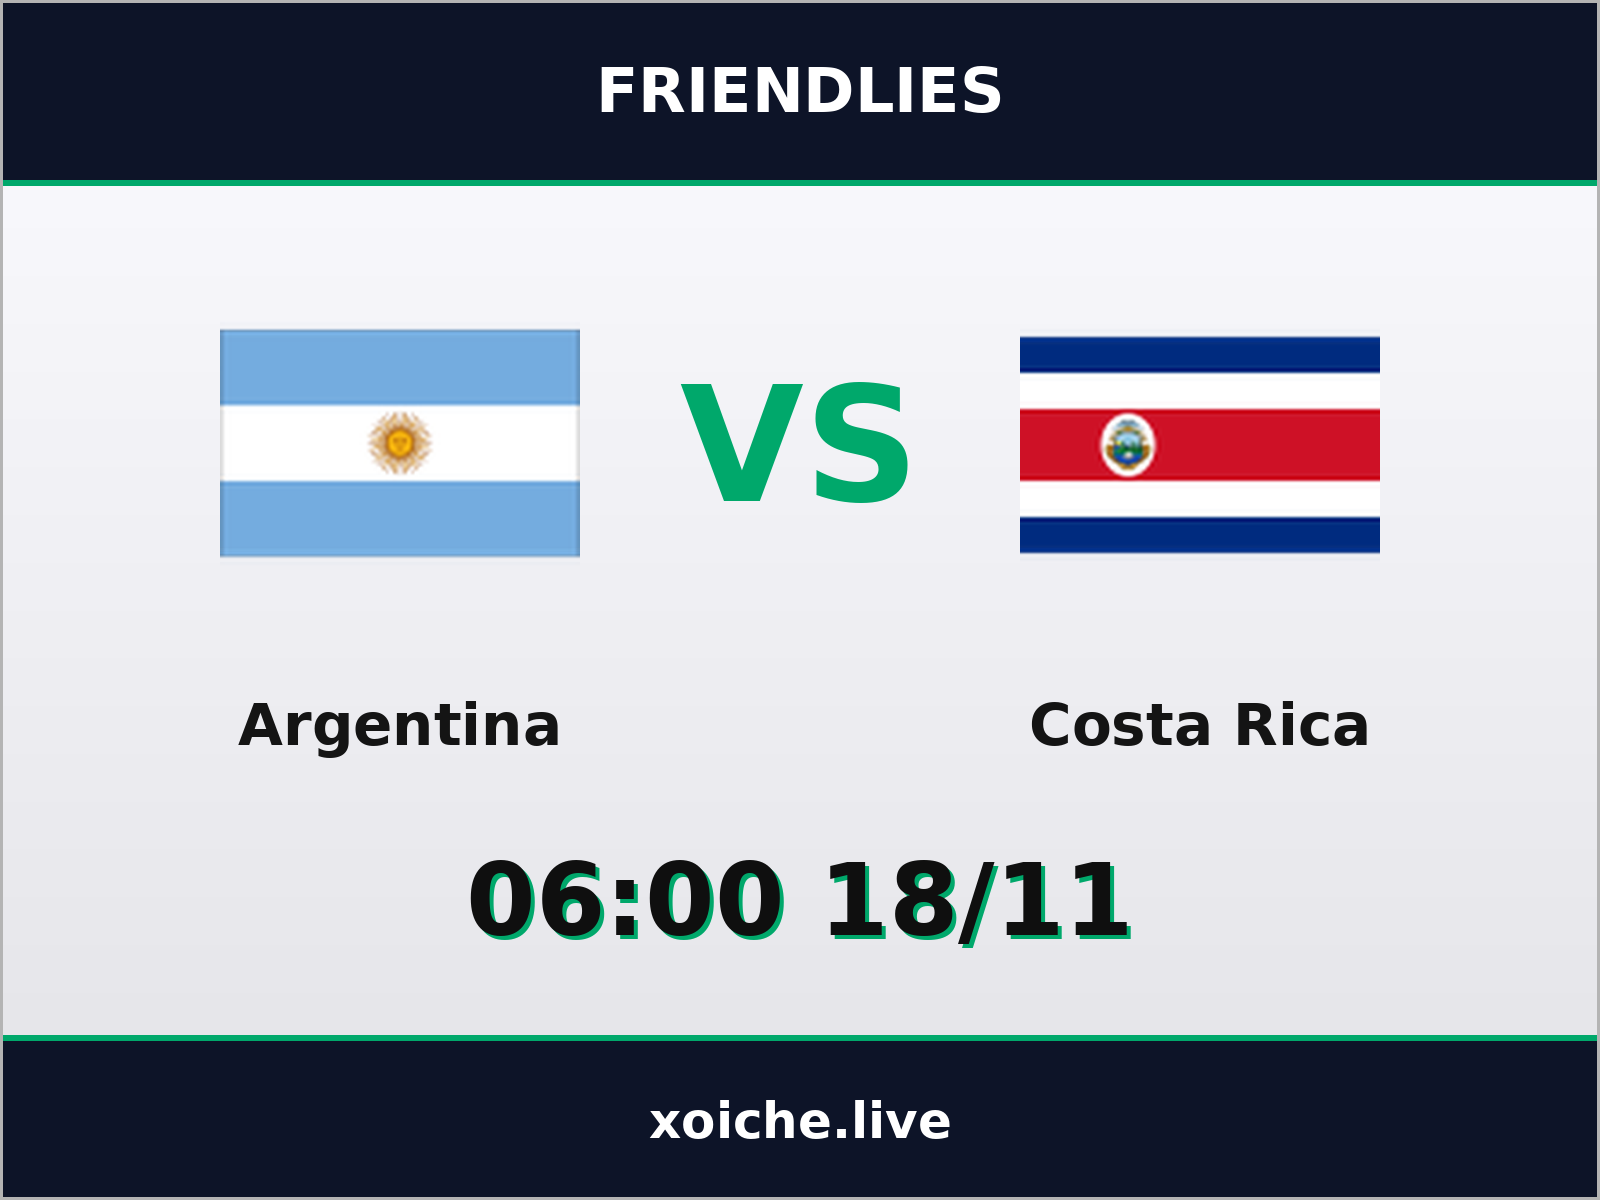 FRIENDLIES
VS
Argentina
Costa Rica
06:00 18/11
xoiche.live